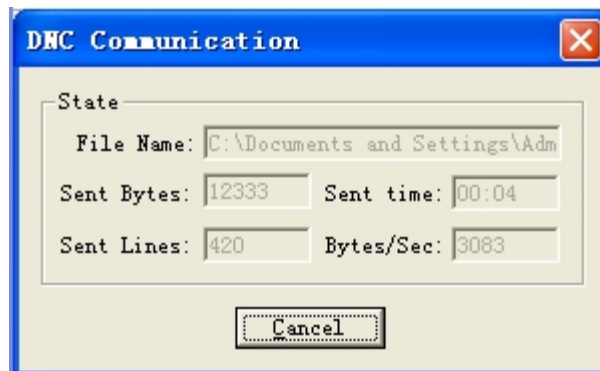 DNC Communication
State
File Name: C:\Documents and Settings\Adm
Sent Bytes: 12333 Sent time: 00:04
Sent Lines: 420 Bytes/Sec: 3083
Cancel